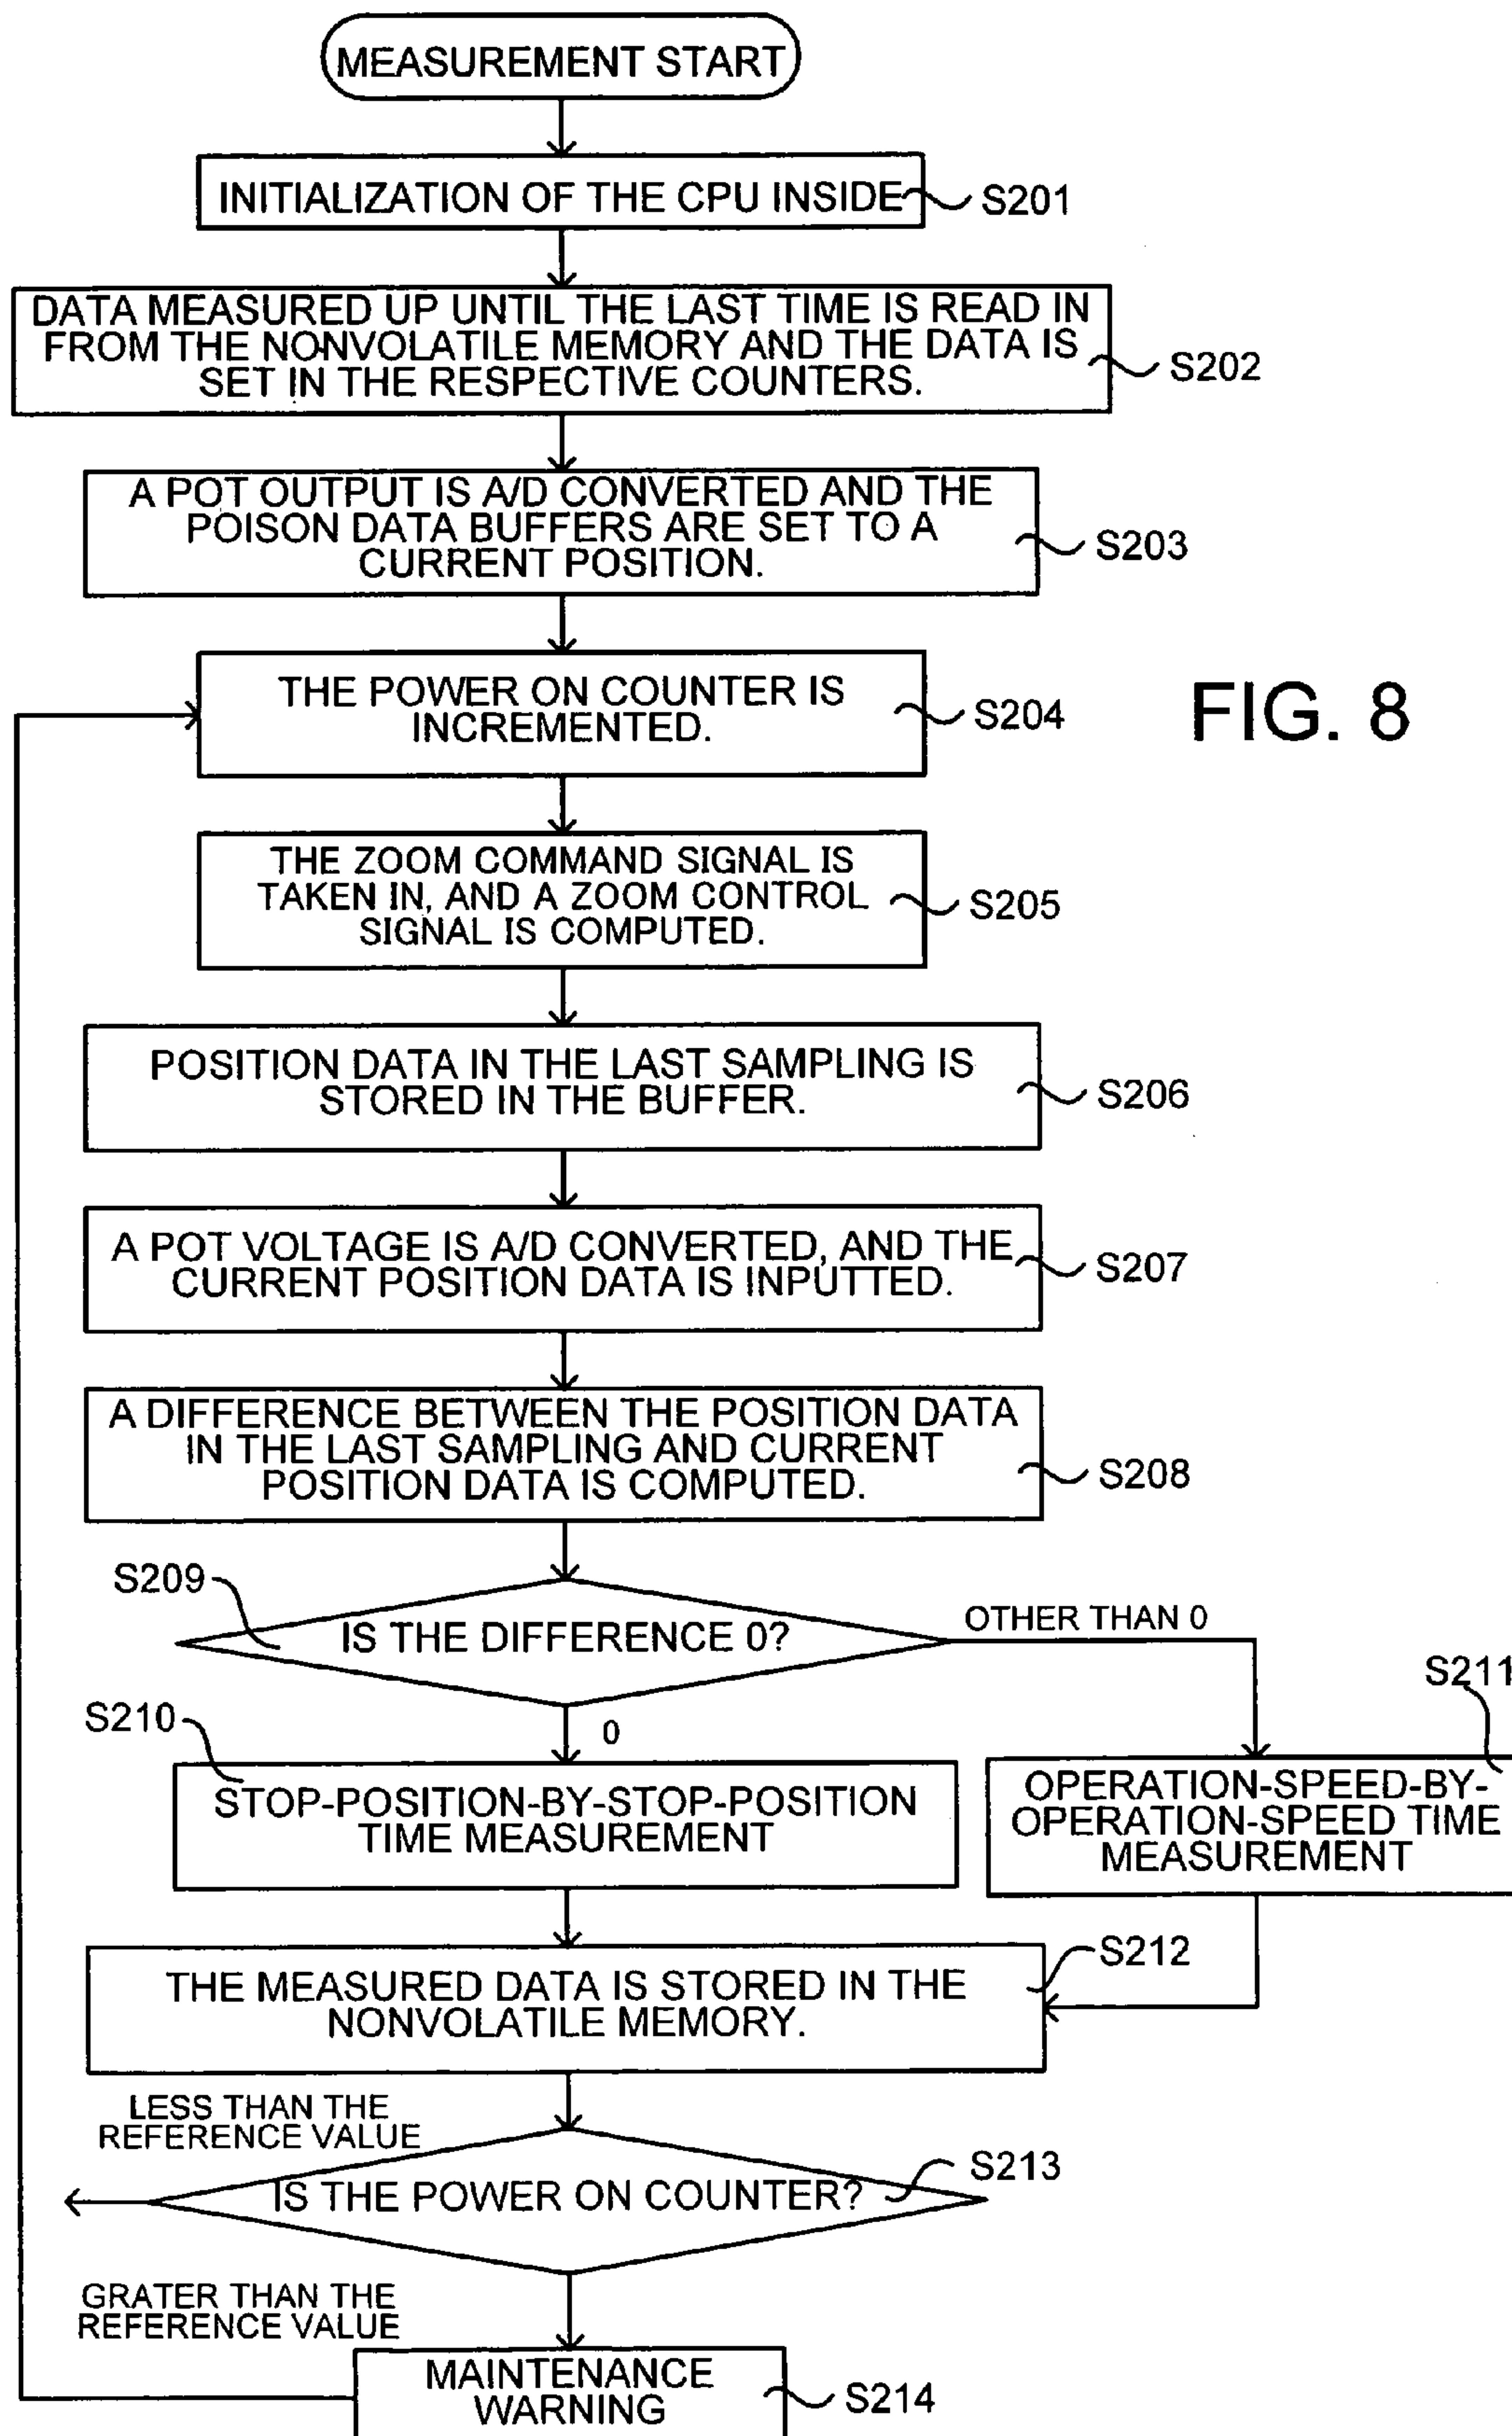 MEASUREMENT START
INITIALIZATION OF THE CPU INSIDE
S201
DATA MEASURED UP UNTIL THE LAST TIME IS READ IN
FROM THE NONVOLATILE MEMORY AND THE DATA IS
SET IN THE RESPECTIVE COUNTERS.
S202
A POT OUTPUT IS A/D CONVERTED AND THE
POISON DATA BUFFERS ARE SET TO A
CURRENT POSITION.
S203
THE POWER ON COUNTER IS
INCREMENTED.
S204
FIG. 8
THE ZOOM COMMAND SIGNAL IS
TAKEN IN, AND A ZOOM CONTROL
SIGNAL IS COMPUTED.
S205
POSITION DATA IN THE LAST SAMPLING IS
STORED IN THE BUFFER.
S206
A POT VOLTAGE IS A/D CONVERTED, AND THE
CURRENT POSITION DATA IS INPUTTED.
S207
A DIFFERENCE BETWEEN THE POSITION DATA
IN THE LAST SAMPLING AND CURRENT
POSITION DATA IS COMPUTED.
S208
S209
IS THE DIFFERENCE 0?
OTHER THAN 0
S210
0
S211
STOP-POSITION-BY-STOP-POSITION
TIME MEASUREMENT
OPERATION-SPEED-BY-
OPERATION-SPEED TIME
MEASUREMENT
THE MEASURED DATA IS STORED IN THE
NONVOLATILE MEMORY.
S212
LESS THAN THE
REFERENCE VALUE
IS THE POWER ON COUNTER?
S213
GRATER THAN THE
REFERENCE VALUE
MAINTENANCE
WARNING
S214